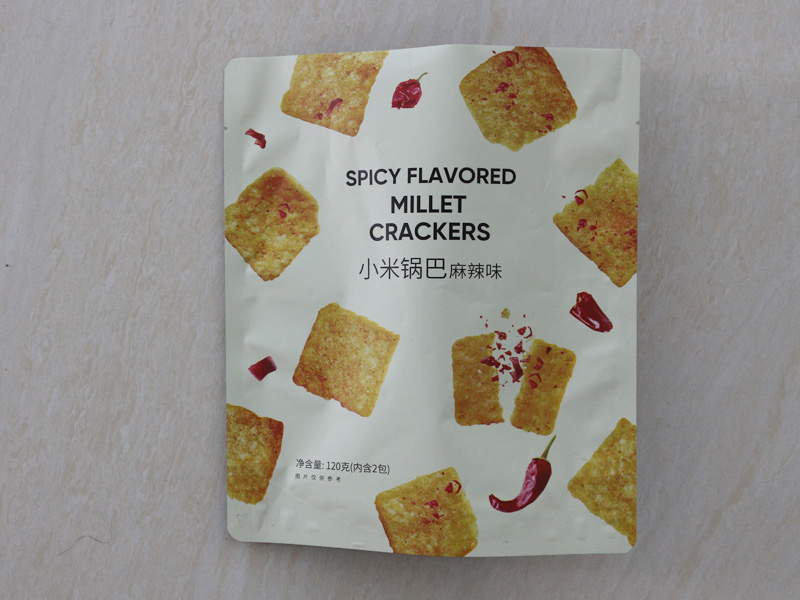 SPICY FLAVORED
MILLET
CRACKERS
小米锅巴麻辣味
净含量: 120克(内含2包)
图片仅供参考